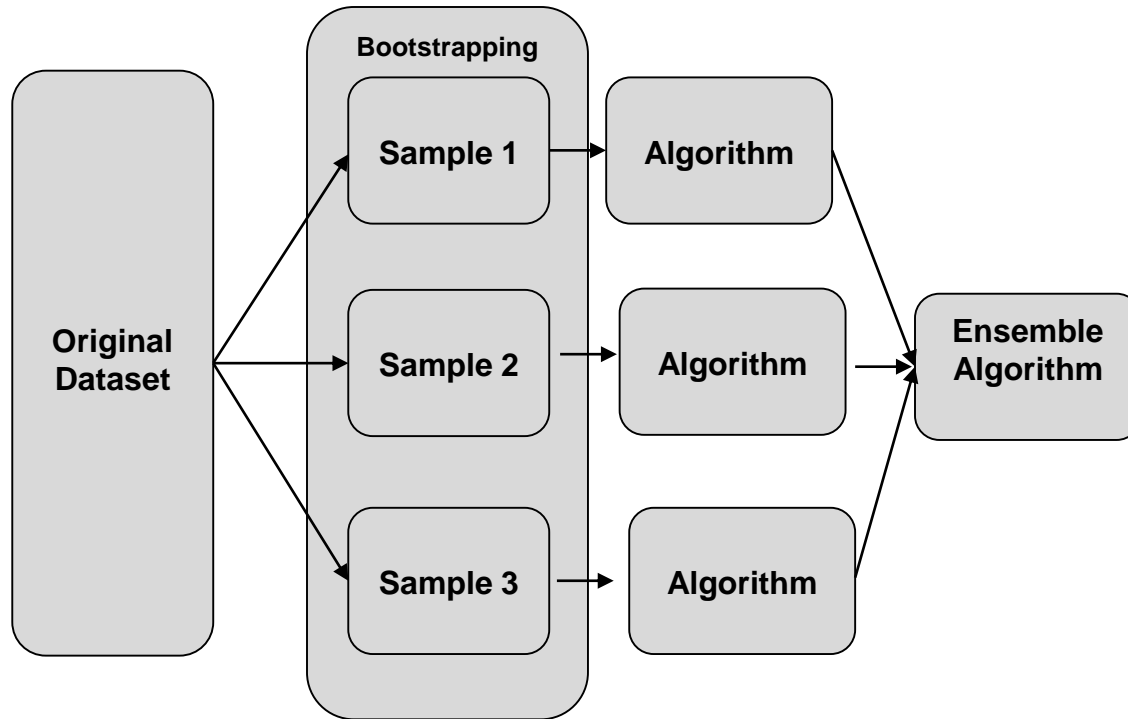 Bootstrapping
Original
Dataset
Sample 1
Algorithm
Sample 2
Algorithm
Sample 3
Algorithm
Ensemble
Algorithm